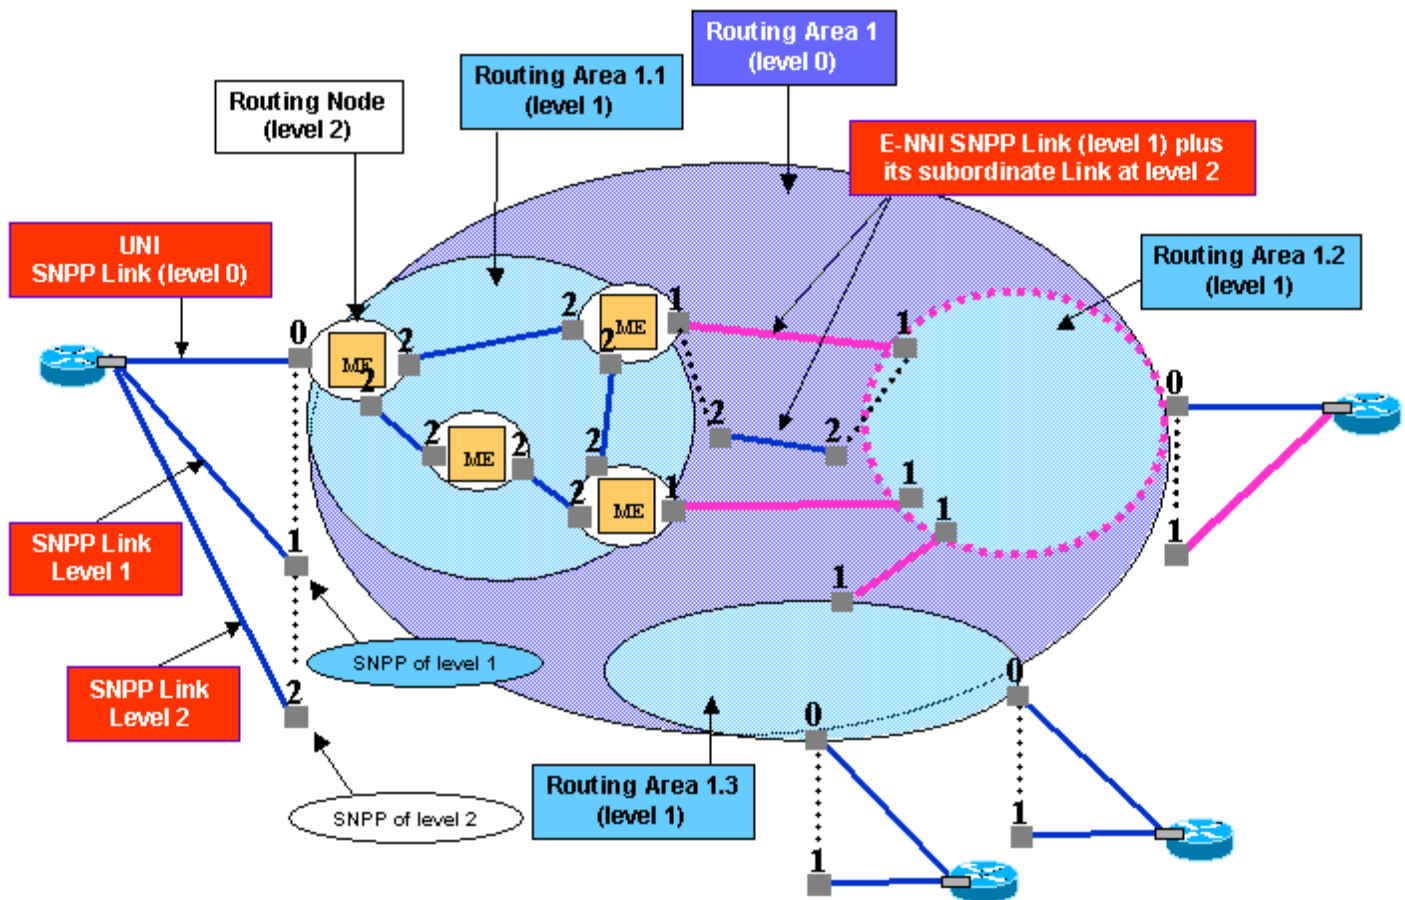 Routing Area 1
(level 0)
Routing Area 1.1
(level 1)
Routing Node
(level 2)
E-NNI SNPP Link (level 1) plus
its subordinate Link at level 2
UNI
SNPP Link (level 0)
Routing Area 1.2
(level 1)
0
ME
2
2
2
ME
1
2
1
2
ME
2
2
2
ME
1
2
2
1
1
1
0
1
SNPP Link
Level 1
1
SNPP of level 1
SNPP Link
Level 2
2
SNPP of level 2
Routing Area 1.3
(level 1)
0
0
1
1